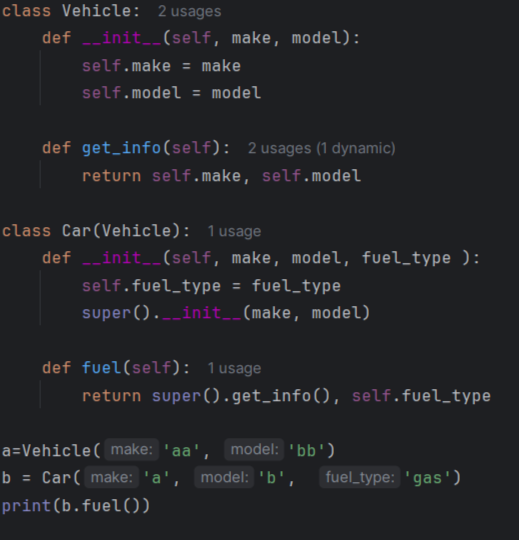 class Vehicle: 2 usages
    def __init__(self, make, model):
        self.make = make
        self.model = model

    def get_info(self): 2 usages (1 dynamic)
        return self.make, self.model

class Car(Vehicle): 1 usage
    def __init__(self, make, model, fuel_type ):
        self.fuel_type = fuel_type
        super().__init__(make, model)

    def fuel(self): 1 usage
        return super().get_info(), self.fuel_type

a=Vehicle( make: 'aa', model: 'bb')
b = Car( make: 'a', model: 'b', fuel_type: 'gas')
print(b.fuel())